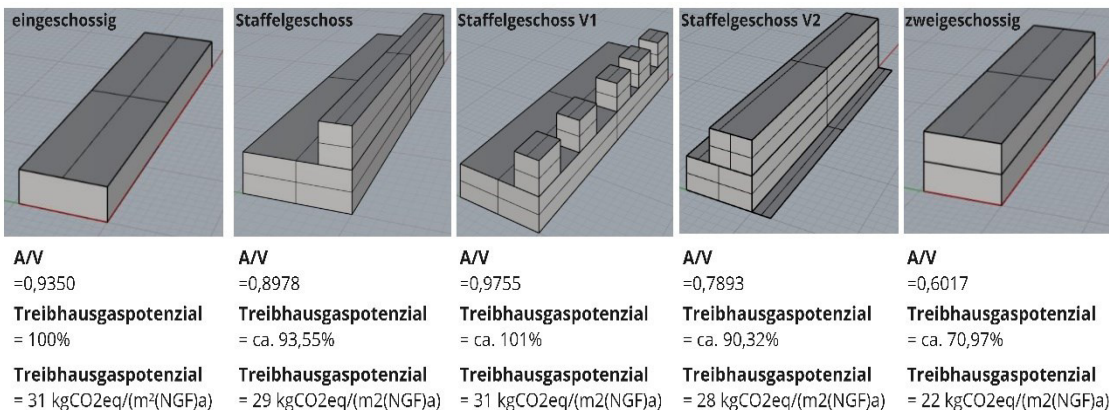 eingeschossig
A/V
=0,9350
Treibhausgaspotenzial
= 100%
Treibhausgaspotenzial
= 31 kgCO2eq/(m²(NGF)a)
Staffelgeschoss
A/V
=0,8978
Treibhausgaspotenzial
= ca. 93,55%
Treibhausgaspotenzial
= 29 kgCO2eq/(m2(NGF)a)
Staffelgeschoss V1
A/V
=0,9755
Treibhausgaspotenzial
= ca. 101%
Treibhausgaspotenzial
= 31 kgCO2eq/(m2(NGF)a)
Staffelgeschoss V2
A/V
=0,7893
Treibhausgaspotenzial
= ca. 90,32%
Treibhausgaspotenzial
= 28 kgCO2eq/(m2(NGF)a)
zweigeschossig
A/V
=0,6017
Treibhausgaspotenzial
= ca. 70,97%
Treibhausgaspotenzial
= 22 kgCO2eq/(m2(NGF)a)